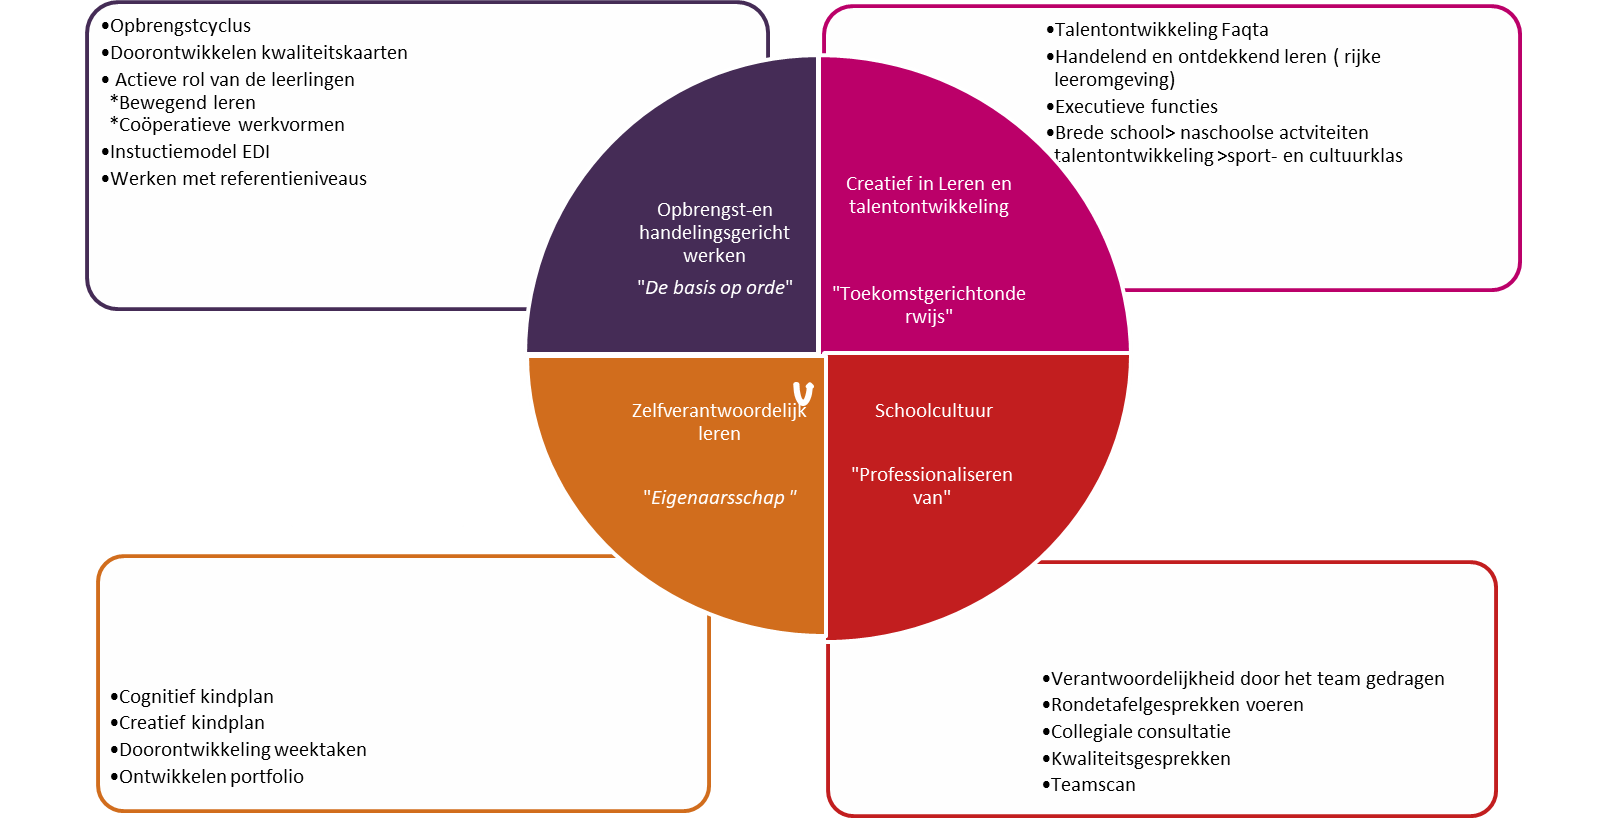 •Opbrengstcyclus
•Doorontwikkelen kwaliteitskaarten
• Actieve rol van de leerlingen
*Bewegend leren
*Coöperatieve werkvormen
•Instuctiemodel EDI
•Werken met referentieniveaus
•Talentontwikkeling Faqta
•Handelend en ontdekkend leren ( rijke
leeromgeving)
•Executieve functies
•Brede school> naschoolse actviteiten
talentontwikkeling >sport- en cultuurklas
Opbrengst-en
handelingsgericht
werken
"De basis op orde"
Creatief in Leren en
talentontwikkeling
"Toekomstgerichtonde
rwijs"
Zelfverantwoordelijk
leren
"Eigenaarsschap "
Schoolcultuur
"Professionaliseren
van"
•Cognitief kindplan
•Creatief kindplan
•Doorontwikkeling weektaken
•Ontwikkelen portfolio
•Verantwoordelijkheid door het team gedragen
•Rondetafelgesprekken voeren
•Collegiale consultatie
•Kwaliteitsgesprekken
•Teamscan